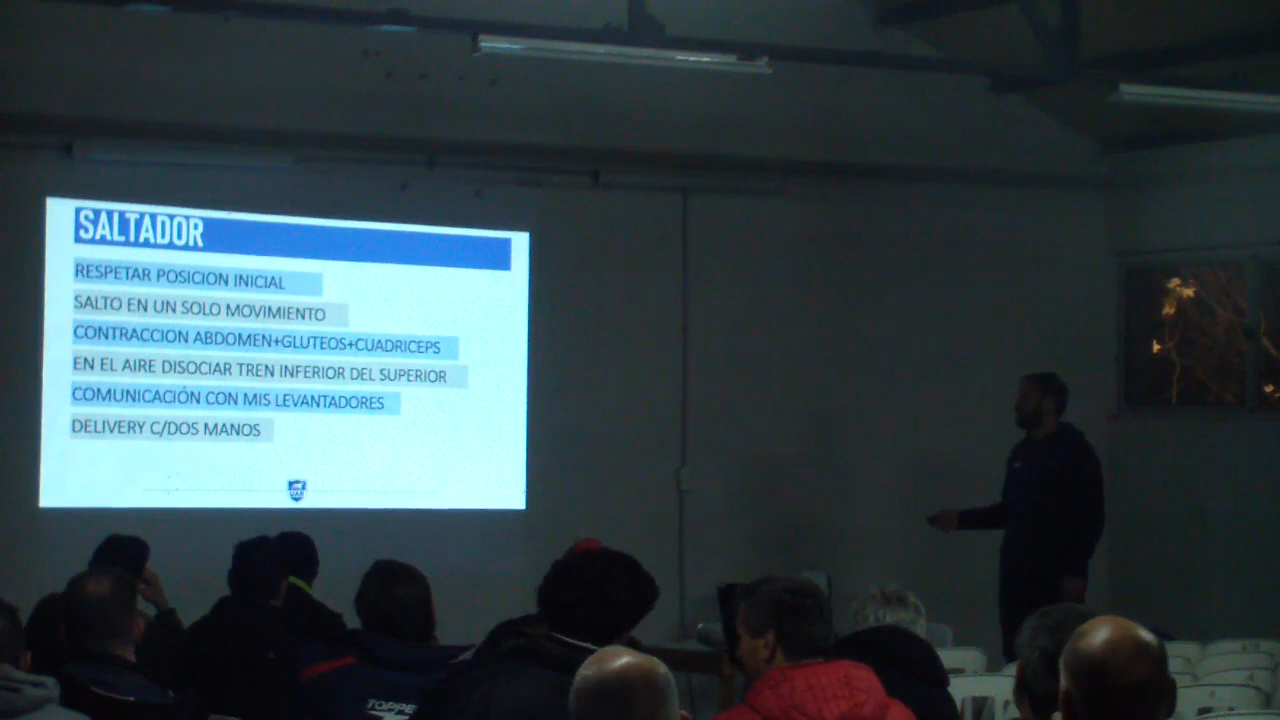 SALTADOR
RESPETAR POSICION INICIAL
SALTO EN UN SOLO MOVIMIENTO
CONTRACCION ABDOMEN+GLUTEOS+CUADRICEPS
EN EL AIRE DISOCIAR TREN INFERIOR DEL SUPERIOR
COMUNICACIÓN CON MIS LEVANTADORES
DELIVERY C/DOS MANOS
TOPPE